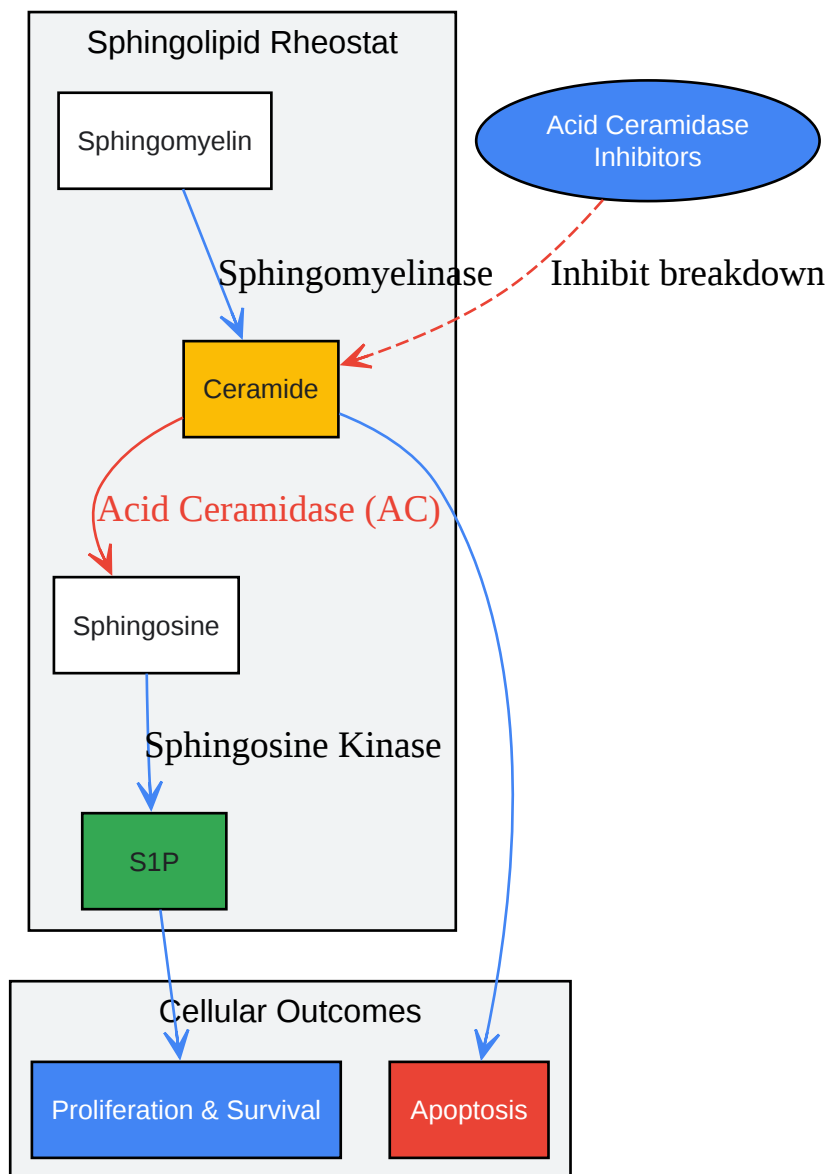 Sphingolipid Rheostat
Sphingomyelin
Acid Ceramidase
Inhibitors
Sphingomyelinase
Inhibit breakdown
Ceramide
Acid Ceramidase (AC)
Sphingosine
Sphingosine Kinase
S1P
Cellular Outcomes
Proliferation & Survival
Apoptosis